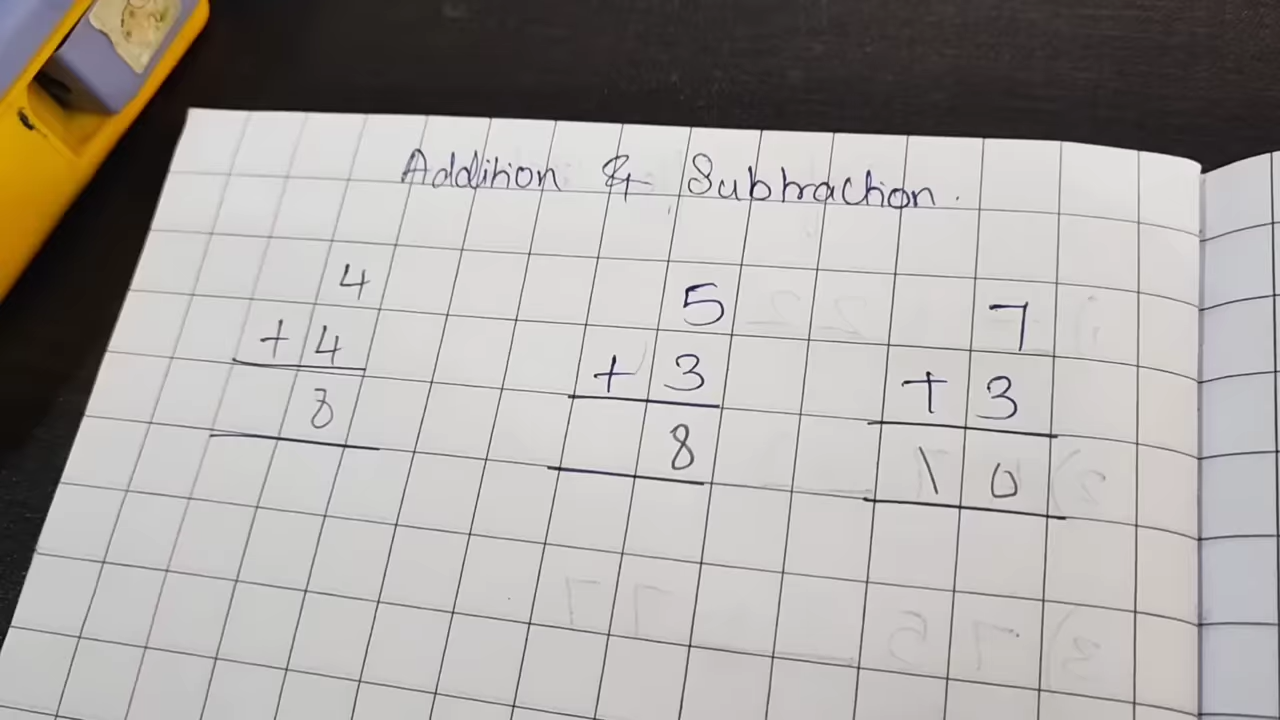 Addition & Subtraction.
4 5 7
+ 4 + 3 + 3
8 8 10